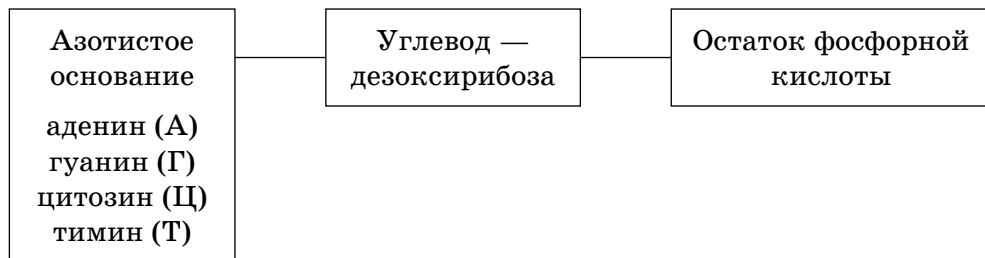 Азотистое
основание
аденин (А)
гуанин (Г)
цитозин (Ц)
тимин (Т)
Углевод —
дезоксирибоза
Остаток фосфорной
кислоты